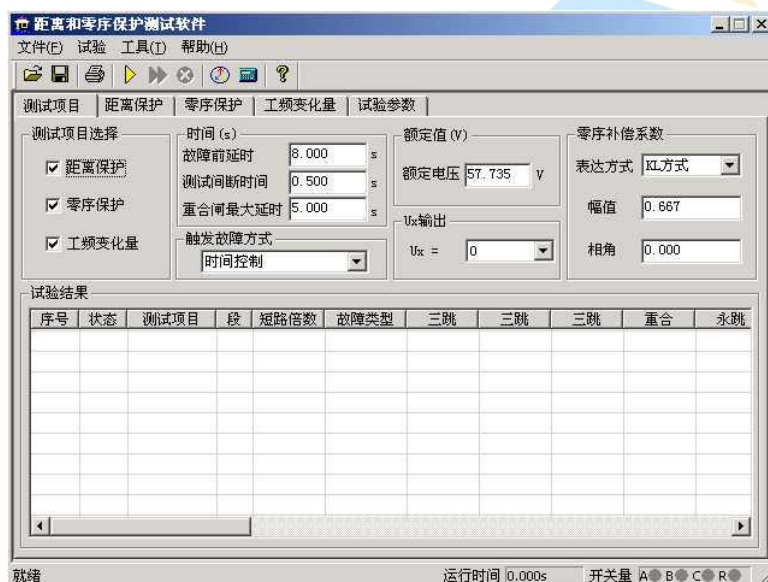 距离和零序保护测试软件
文件(F) 试验 工具(T) 帮助(H)
测试项目 距离保护 零序保护 工频变化量 试验参数
测试项目选择
距离保护
零序保护
工频变化量
时间(s)
故障前延时 8.000 s
测试间断时间 0.500 s
重合闸最大延时 5.000 s
触发故障方式
时间控制
额定值(V)
额定电压 57.735 V
Ux输出
Ux = 0
零序补偿系数
表达方式 KL方式
幅值 0.667
相角 0.000
试验结果
序号 状态 测试项目 段 短路倍数 故障类型 三跳 三跳 三跳 重合 永跳
就绪 运行时间 0.000s 开关量 A B C R